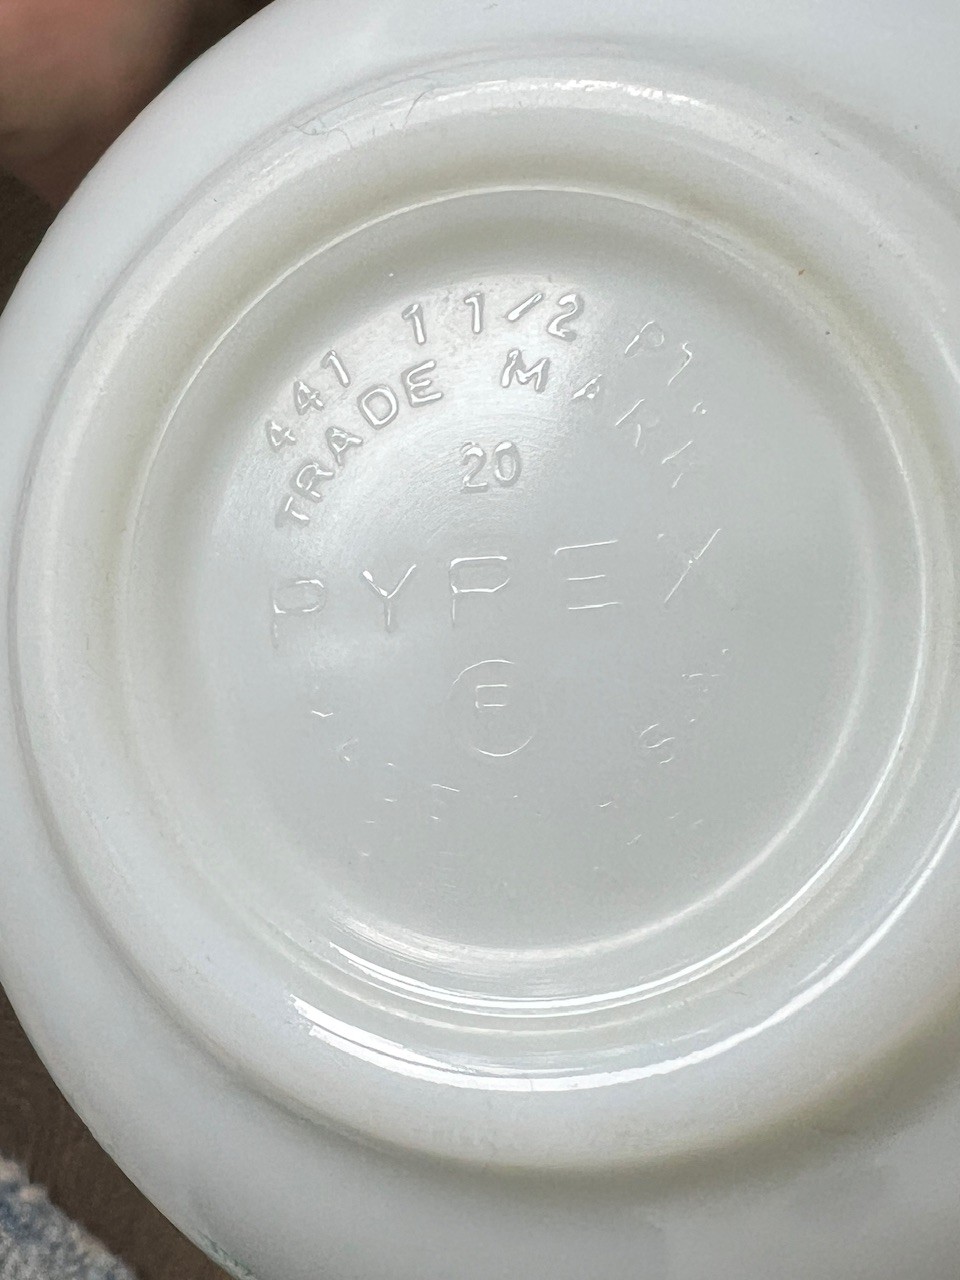 441 1 1/2 PT.
TRADE MARK
20
PYREX
E